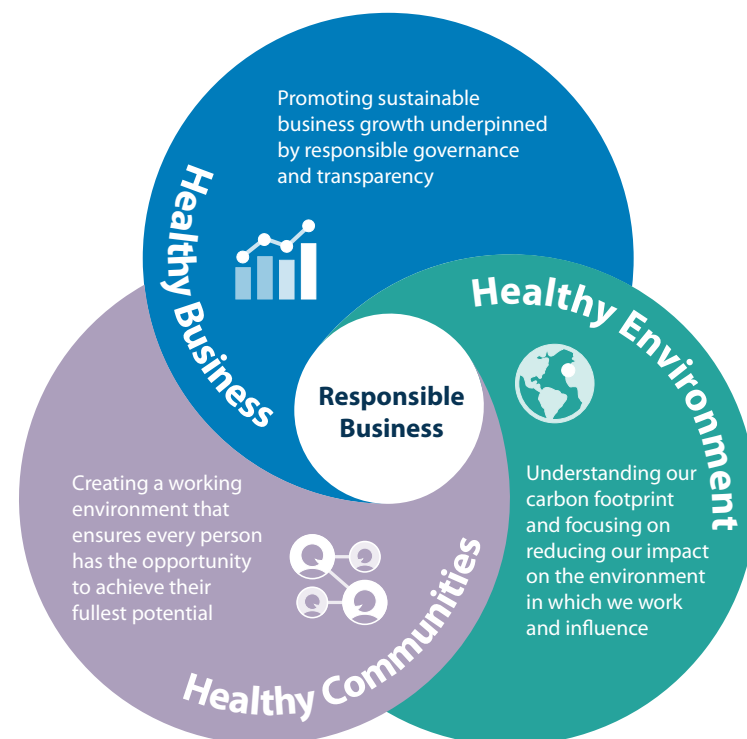 Promoting sustainable
business growth underpinned
by responsible governance
and transparency
Healthy Business
Healthy Environment
Responsible
Business
Understanding our
carbon footprint
and focusing on
reducing our impact
on the environment
in which we work
and influence
Creating a working
environment that
ensures every person
has the opportunity
to achieve their
fullest potential
Healthy Communities